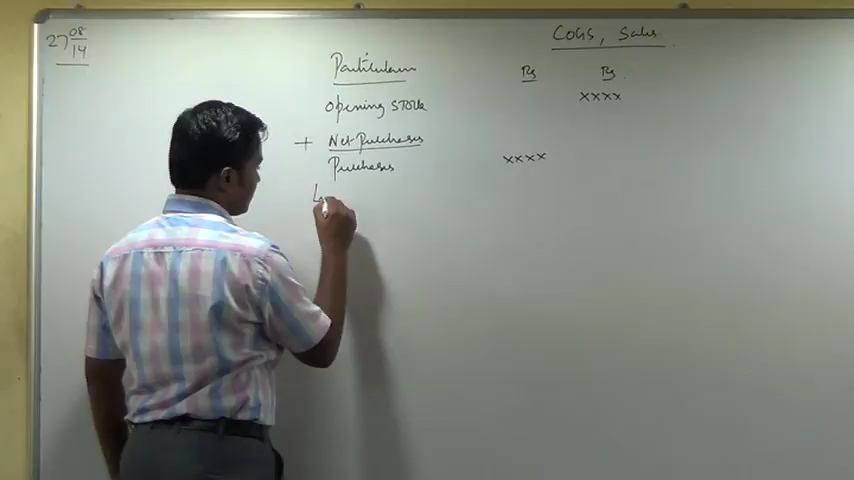 27 08/14
COGS, Sales.
Particulars Rs Rs.
Opening STOCK xxxx
+ Net-Purchases
Purchases xxxx
L